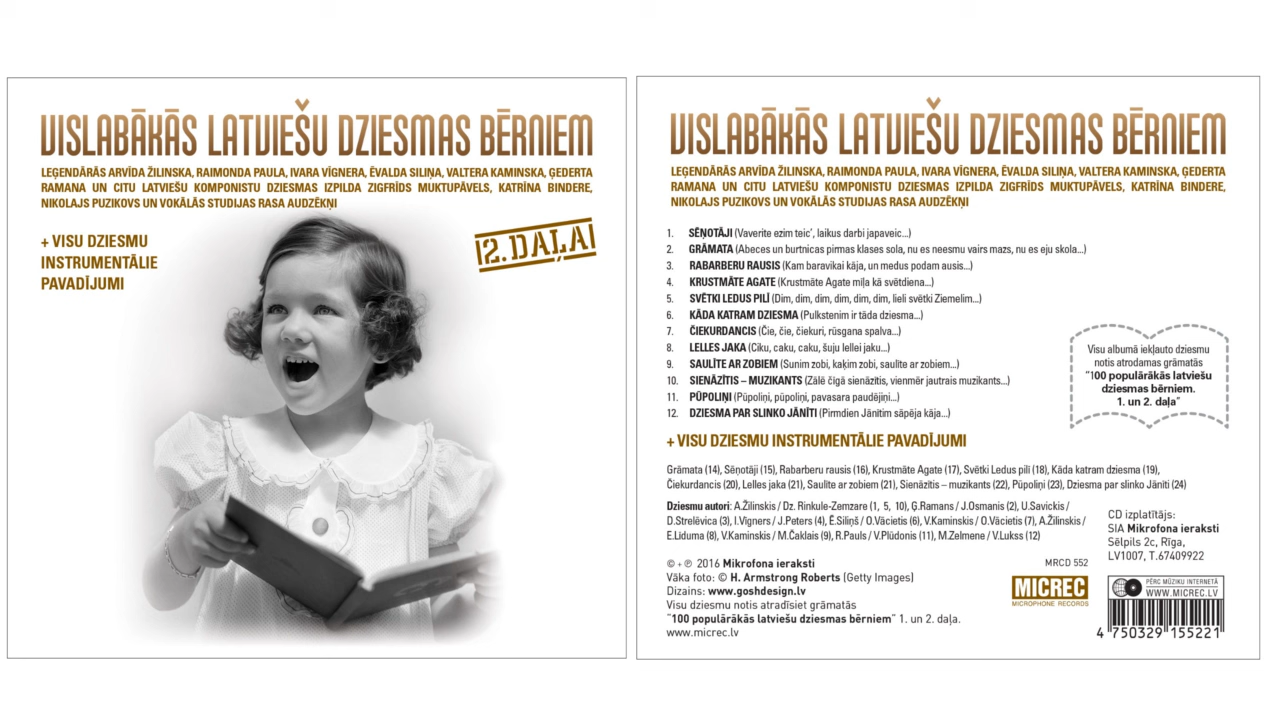 VISLABĀKĀS LATVIEŠU DZIESMAS BĒRNIEM
LEĢENDĀRĀS ARVĪDA ŽILINSKA, RAIMONDA PAULA, IVARA VĪGNERA, ĒVALDA SILIŅA, VALTERA KAMINSKA, ĢEDERTA
RAMANA UN CITU LATVIEŠU KOMPONISTU DZIESMAS IZPILDA ZIGFRĪDS MUKTUPĀVELS, KATRĪNA BINDERE,
NIKOLAJS PUZIKOVS UN VOKĀLĀS STUDIJAS RASA AUDZĒKŅI
+ VISU DZIESMU
INSTRUMENTĀLIE
PAVADĪJUMI
2. DAĻA
VISLABĀKĀS LATVIEŠU DZIESMAS BĒRNIEM
LEĢENDĀRĀS ARVĪDA ŽILINSKA, RAIMONDA PAULA, IVARA VĪGNERA, ĒVALDA SILIŅA, VALTERA KAMINSKA, ĢEDERTA
RAMANA UN CITU LATVIEŠU KOMPONISTU DZIESMAS IZPILDA ZIGFRĪDS MUKTUPĀVELS, KATRĪNA BINDERE,
NIKOLAJS PUZIKOVS UN VOKĀLĀS STUDIJAS RASA AUDZĒKŅI
1. SĒŅOTĀJI (Vaverīte ezim teic', laikus darbi japaveic...)
2. GRĀMATA (Abeces un burtnicas pirmas klases sola, nu es neesmu vairs mazs, nu es eju skola...)
3. RABARBERU RAUSIS (Kam baravikai kāja, un medus podam ausis...)
4. KRUSTMĀTE AGATE (Krustmāte Agate mīļa kā svētdiena...)
5. SVĒTKI LEDUS PILĪ (Dim, dim, dim, dim, dim, dim, lieli svētki Ziemelim...)
6. KĀDA KATRAM DZIESMA (Pulkstenim ir tāda dziesma...)
7. ČIEKURDANCIS (Čie, čie, čiekuri, rūsgana spalva...)
8. LELLES JAKA (Ciku, caku, caku, šuju lellei jaku...)
9. SAULĪTE AR ZOBIEM (Sunim zobi, kaķim zobi, saulīte ar zobiem...)
10. SIENĀZĪTIS – MUZIKANTS (Zālē čīgā sienāzītis, vienmēr jautrais muzikants...)
11. PŪPOLIŅI (Pūpoliņi, pūpoliņi, pavasara paudējiņi...)
12. DZIESMA PAR SLINKO JĀNĪTI (Pirmdien Jānītim sāpēja kāja...)
Visu albumā iekļauto dziesmu
notis atrodamas grāmatās
"100 populārākās latviešu
dziesmas bērniem.
1. un 2. daļa"
+ VISU DZIESMU INSTRUMENTĀLIE PAVADĪJUMI
Grāmata (14), Sēņotāji (15), Rabarberu rausis (16), Krustmāte Agate (17), Svētki Ledus pilī (18), Kāda katram dziesma (19),
Čiekurdancis (20), Lelles jaka (21), Saulīte ar zobiem (21), Sienāzītis – muzikants (22), Pūpoliņi (23), Dziesma par slinko Jānīti (24)
Dziesmu autori: A.Žilinskis / Dz. Rinkule-Zemzare (1, 5, 10), Ģ.Ramans / J.Osmanis (2), U.Savickis /
D.Strelēvica (3), I.Vīgners / J.Peters (4), Ē.Siliņš / O.Vācietis (6), V.Kaminskis / O.Vācietis (7), A.Žilinskis /
E.Līduma (8), V.Kaminskis / M.Čaklais (9), R.Pauls / V.Plūdonis (11), M.Zelmene / V.Lukss (12)
CD izplatītājs:
SIA Mikrofona ieraksti
Sēlpils 2c, Rīga,
LV1007, T.67409922
© + ℗ 2016 Mikrofona ieraksti
Vāka foto: © H. Armstrong Roberts (Getty Images)
Dizains: www.goshdesign.lv
Visu dziesmu notis atradīsiet grāmatās
"100 populārākās latviešu dziesmas bērniem" 1. un 2. daļa.
www.micrec.lv
MRCD 552
MICREC
MICROPHONE RECORDS
PĒRC MŪZIKU INTERNETĀ
WWW.MICREC.LV
4 750329 155221